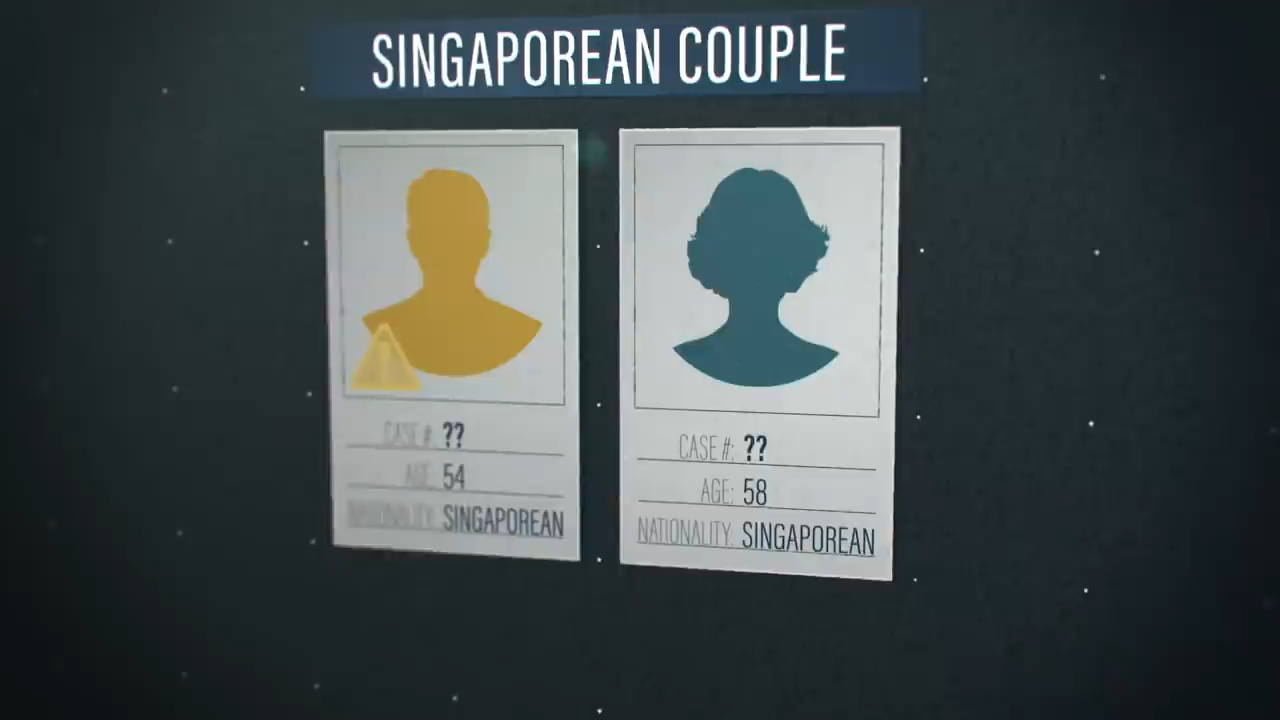 SINGAPOREAN COUPLE
CASE #: ??
AGE: 54
NATIONALITY: SINGAPOREAN
CASE #: ??
AGE: 58
NATIONALITY: SINGAPOREAN